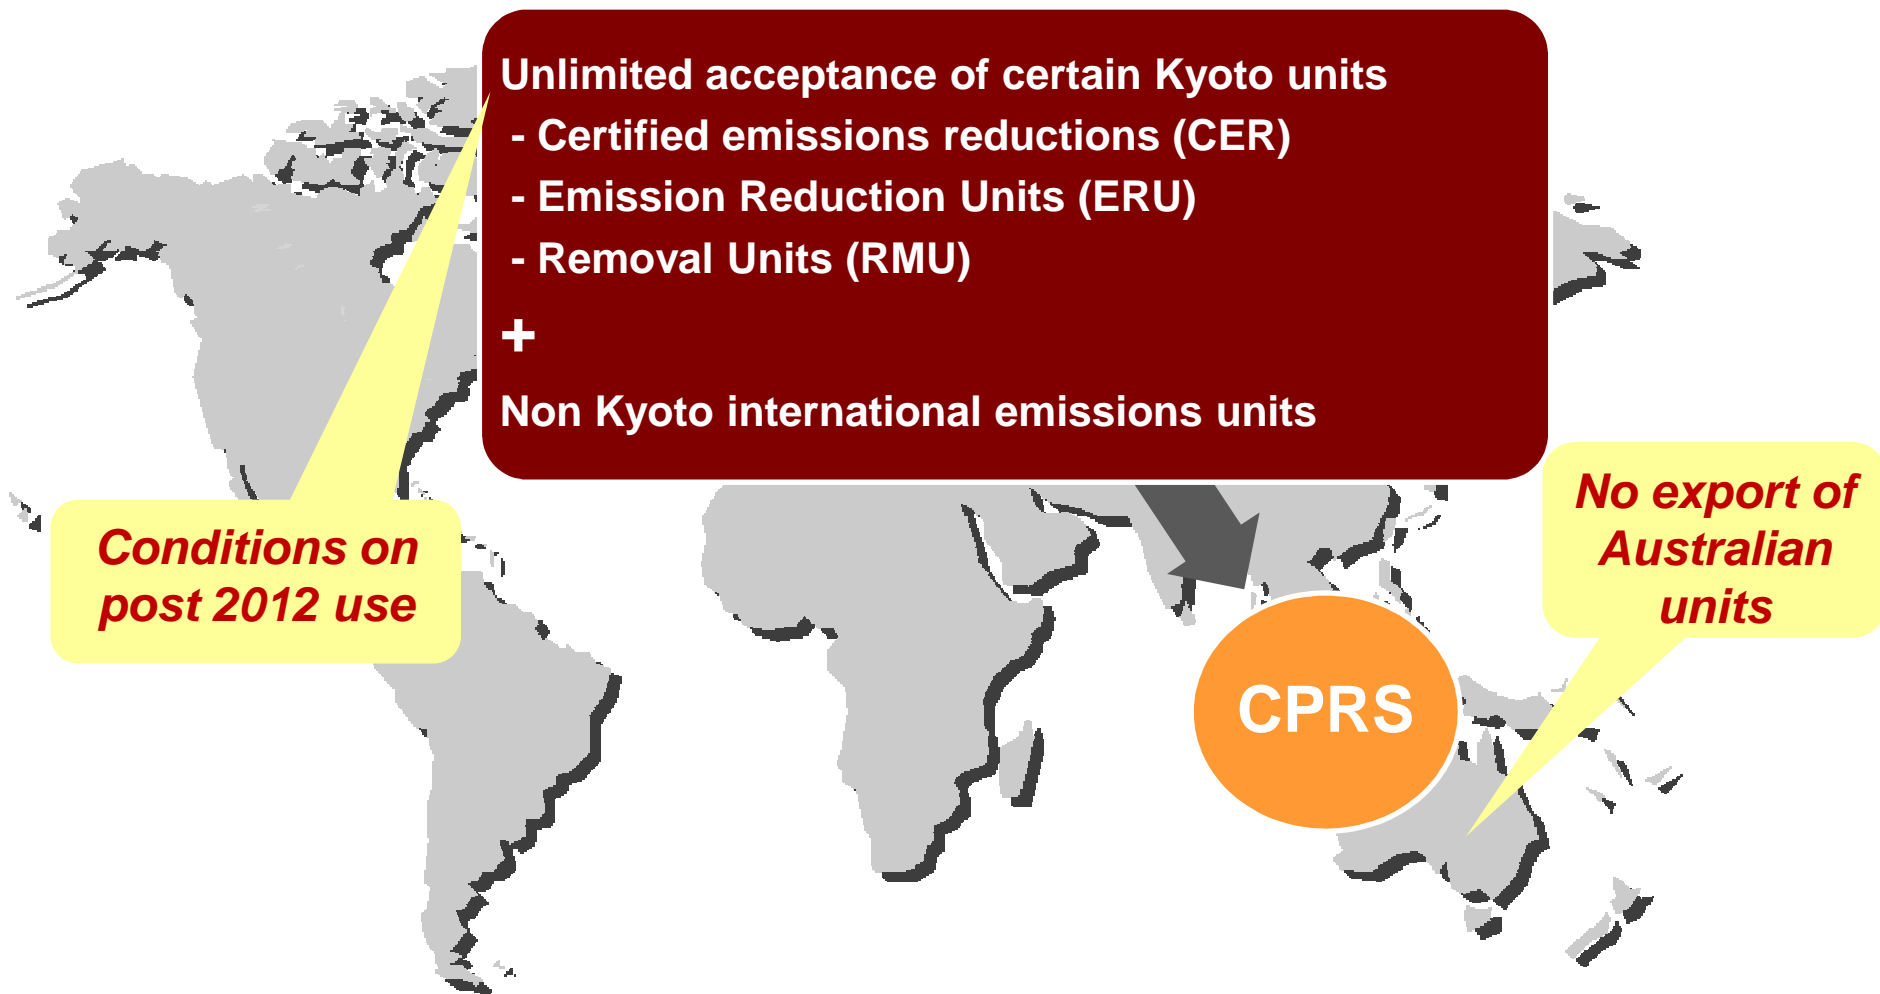 Unlimited acceptance of certain Kyoto units
- Certified emissions reductions (CER)
- Emission Reduction Units (ERU)
- Removal Units (RMU)
+
Non Kyoto international emissions units
Conditions on
post 2012 use
No export of
Australian
units
CPRS